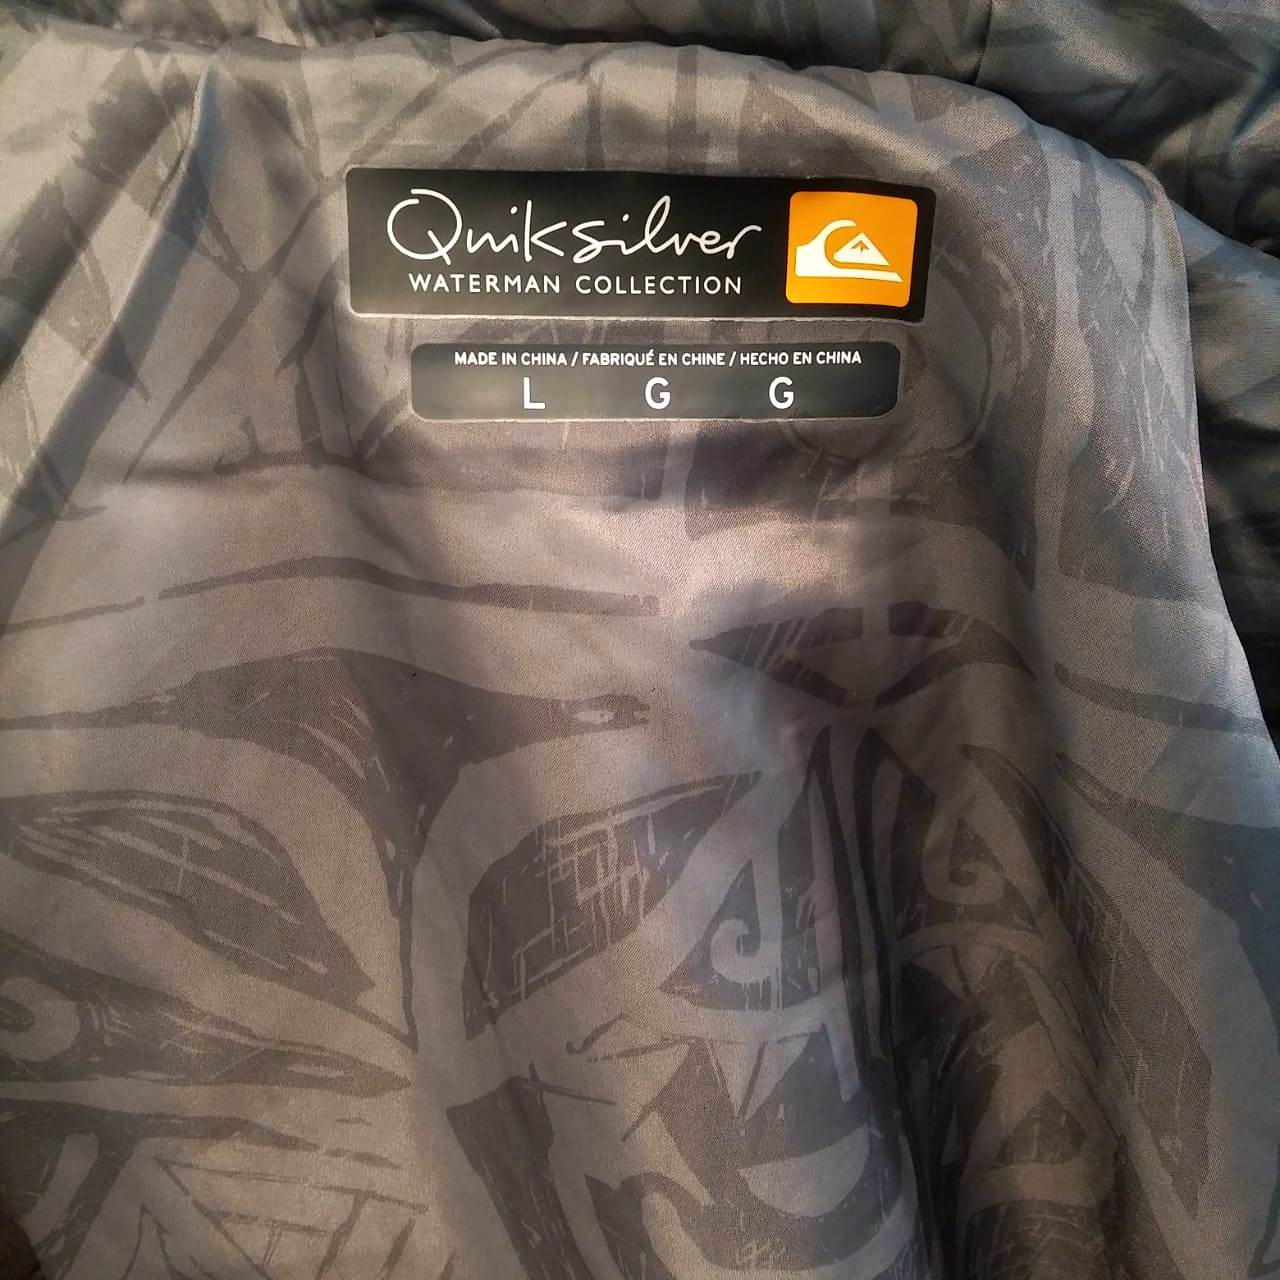 Quiksilver
WATERMAN COLLECTION
MADE IN CHINA / FABRIQUÉ EN CHINE / HECHO EN CHINA
L G G